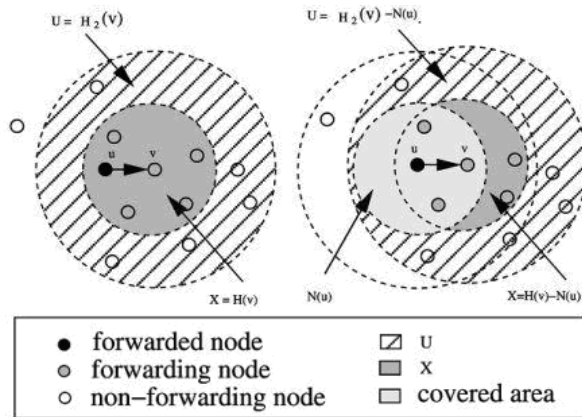 U = H₂(v)
U = H₂(v) -N(u)
u v
u v
X = H(v)
N(u)
X=H(v)-N(u)
forwarded node
forwarding node
non-forwarding node
U
X
covered area